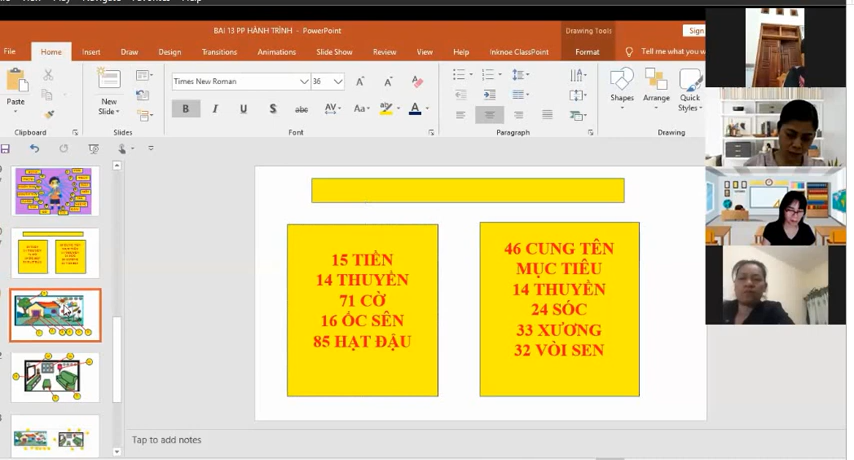 BAI 13 PP HÀNH TRÌNH - PowerPoint
Drawing Tools
Sign
File Home Insert Draw Design Transitions Animations Slide Show Review View Help Inknoe ClassPoint Format Tell me what you
Times New Roman 36
Paste
New Slide
Shapes Arrange Quick Styles
Clipboard Slides Font Paragraph Drawing
15 TIỀN
14 THUYỀN
71 CỜ
16 ỐC SÊN
85 HẠT ĐẬU
46 CUNG TÊN
MỤC TIÊU
14 THUYỀN
24 SÓC
33 XƯƠNG
32 VÒI SEN
Tap to add notes